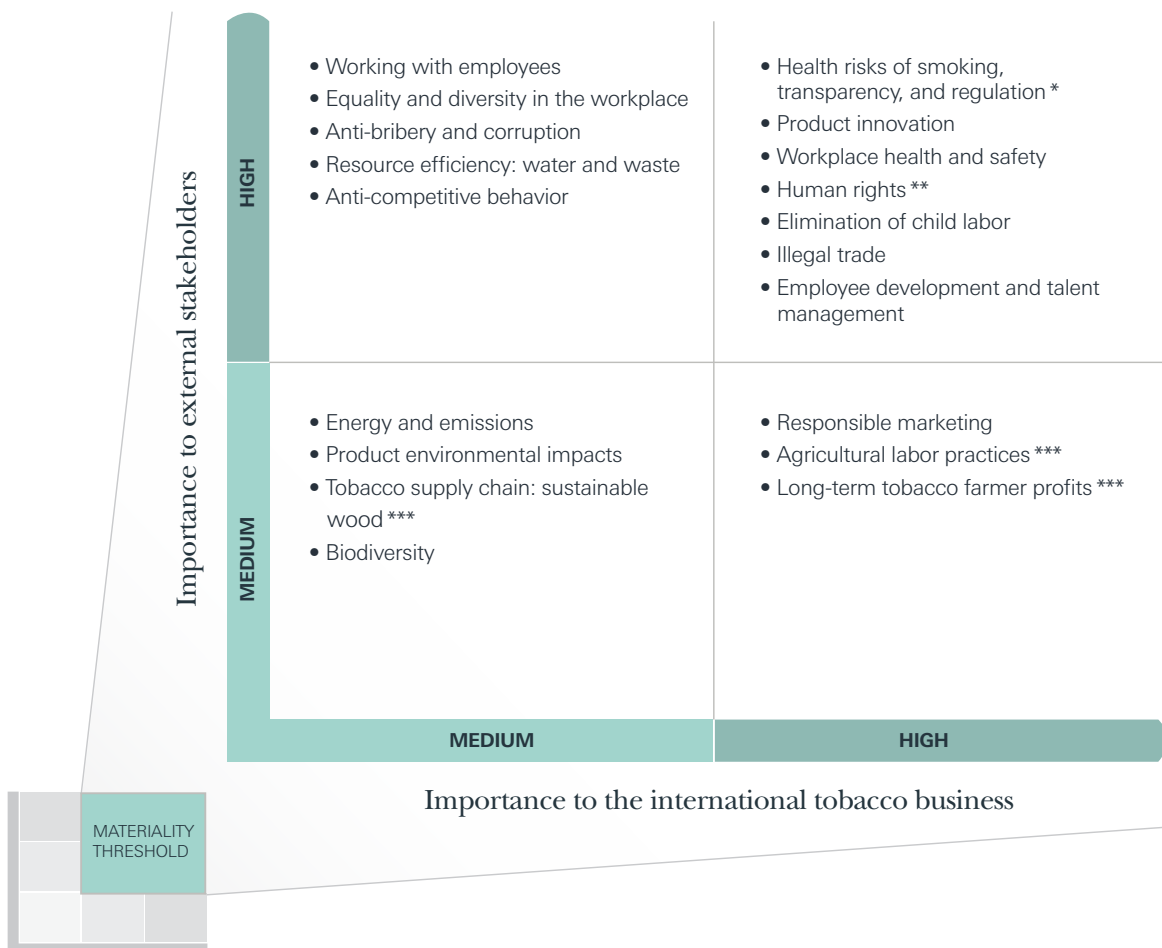 Importance to external stakeholders
HIGH
• Working with employees
• Equality and diversity in the workplace
• Anti-bribery and corruption
• Resource efficiency: water and waste
• Anti-competitive behavior
• Health risks of smoking,
transparency, and regulation *
• Product innovation
• Workplace health and safety
• Human rights **
• Elimination of child labor
• Illegal trade
• Employee development and talent
management
MEDIUM
• Energy and emissions
• Product environmental impacts
• Tobacco supply chain: sustainable
wood ***
• Biodiversity
• Responsible marketing
• Agricultural labor practices ***
• Long-term tobacco farmer profits ***
MEDIUM
HIGH
Importance to the international tobacco business
MATERIALITY
THRESHOLD